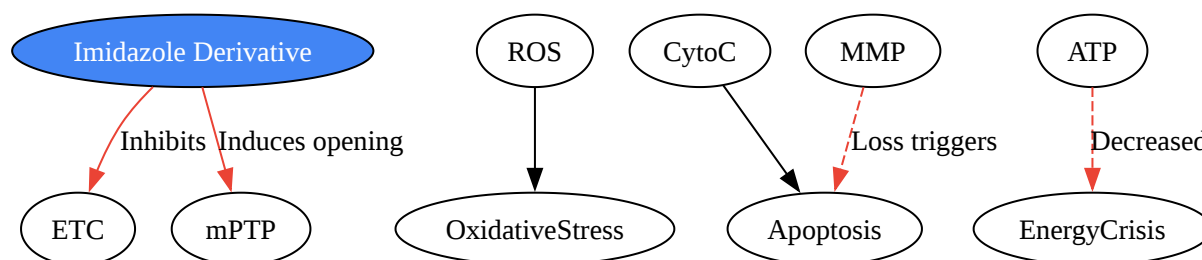 Imidazole Derivative
ROS
CytoC
MMP
ATP
Inhibits
Induces opening
Loss triggers
Decreased
ETC
mPTP
OxidativeStress
Apoptosis
EnergyCrisis